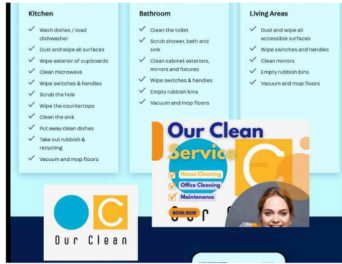 Kitchen
Wash dishes / load
dishwasher
Dust and wipe all surfaces
Wipe exterior of cupboards
Clean microwave
Wipe switches & handles
Scrub the hob
Wipe the countertops
Clean the sink
Put away clean dishes
Take out rubbish &
recycling
Vacuum and mop floors
Bathroom
Clean the toilet
Scrub shower, bath and
sink
Clean cabinet exteriors,
mirrors and fixtures
Wipe switches & handles
Empty rubbish bins
Vacuum and mop floors
Living Areas
Dust and wipe all
accessible surfaces
Wipe switches and handles
Clean mirrors
Empty rubbish bins
Vacuum and mop floors
Our Clean
Service
House Cleaning
Office Cleaning
Maintenance
BOOK NOW
Our
C
Our Clean